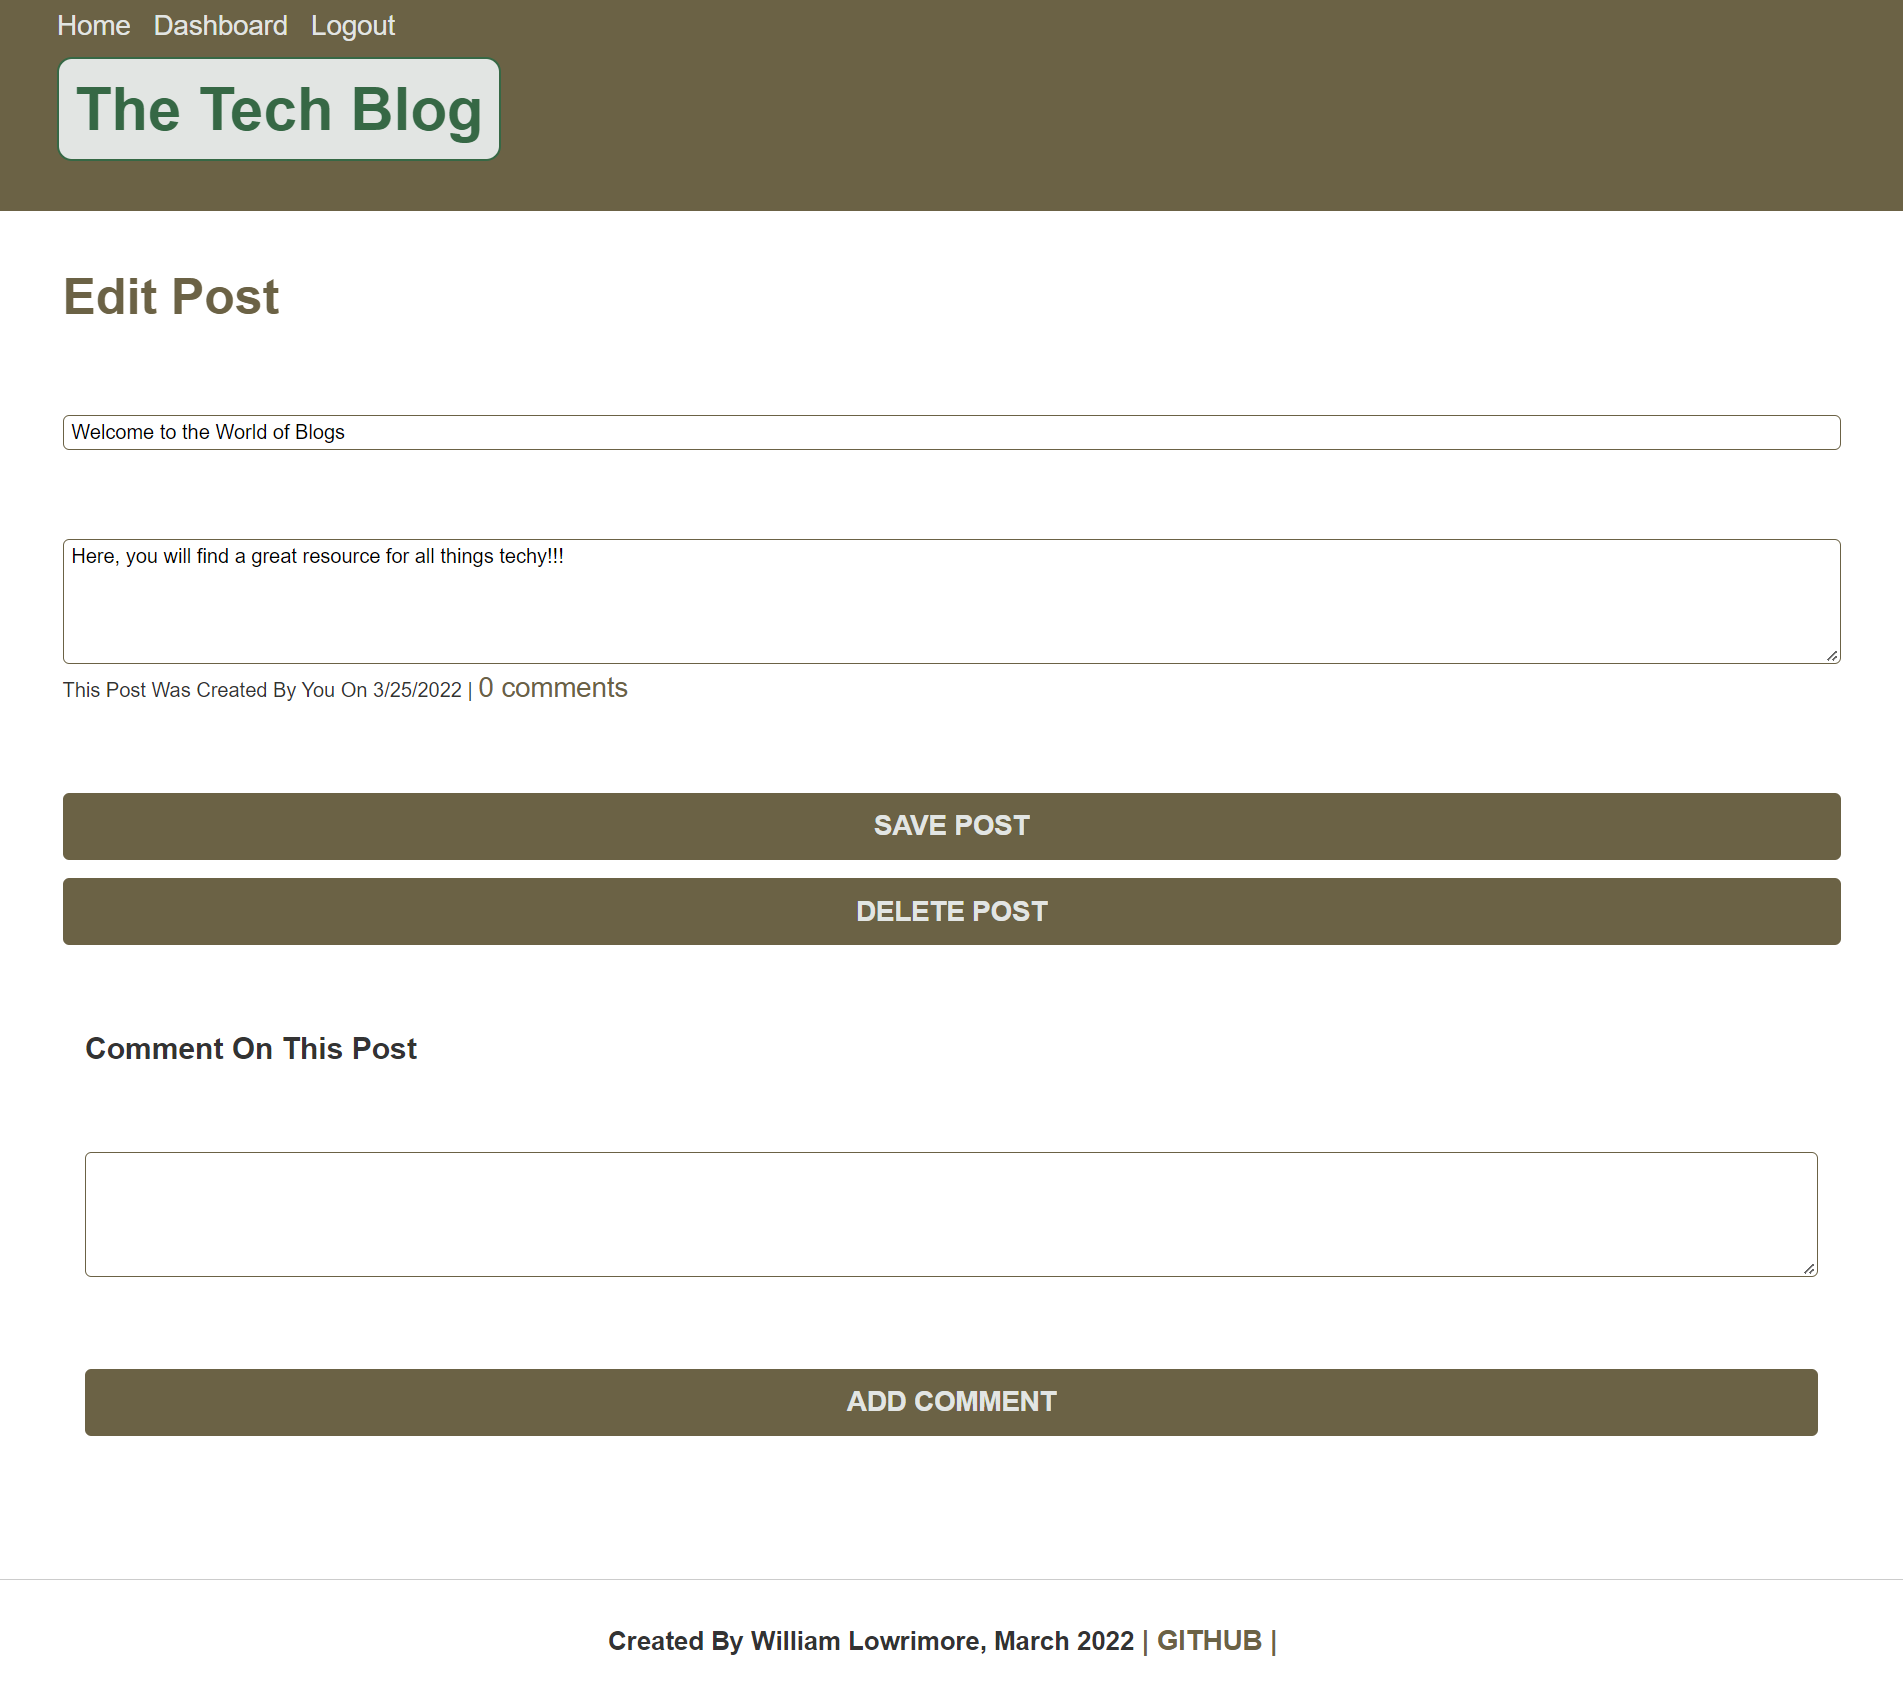 Home Dashboard Logout
The Tech Blog
Edit Post
Welcome to the World of Blogs
Here, you will find a great resource for all things techy!!!
This Post Was Created By You On 3/25/2022 | 0 comments
SAVE POST
DELETE POST
Comment On This Post
ADD COMMENT
Created By William Lowrimore, March 2022 | GITHUB |